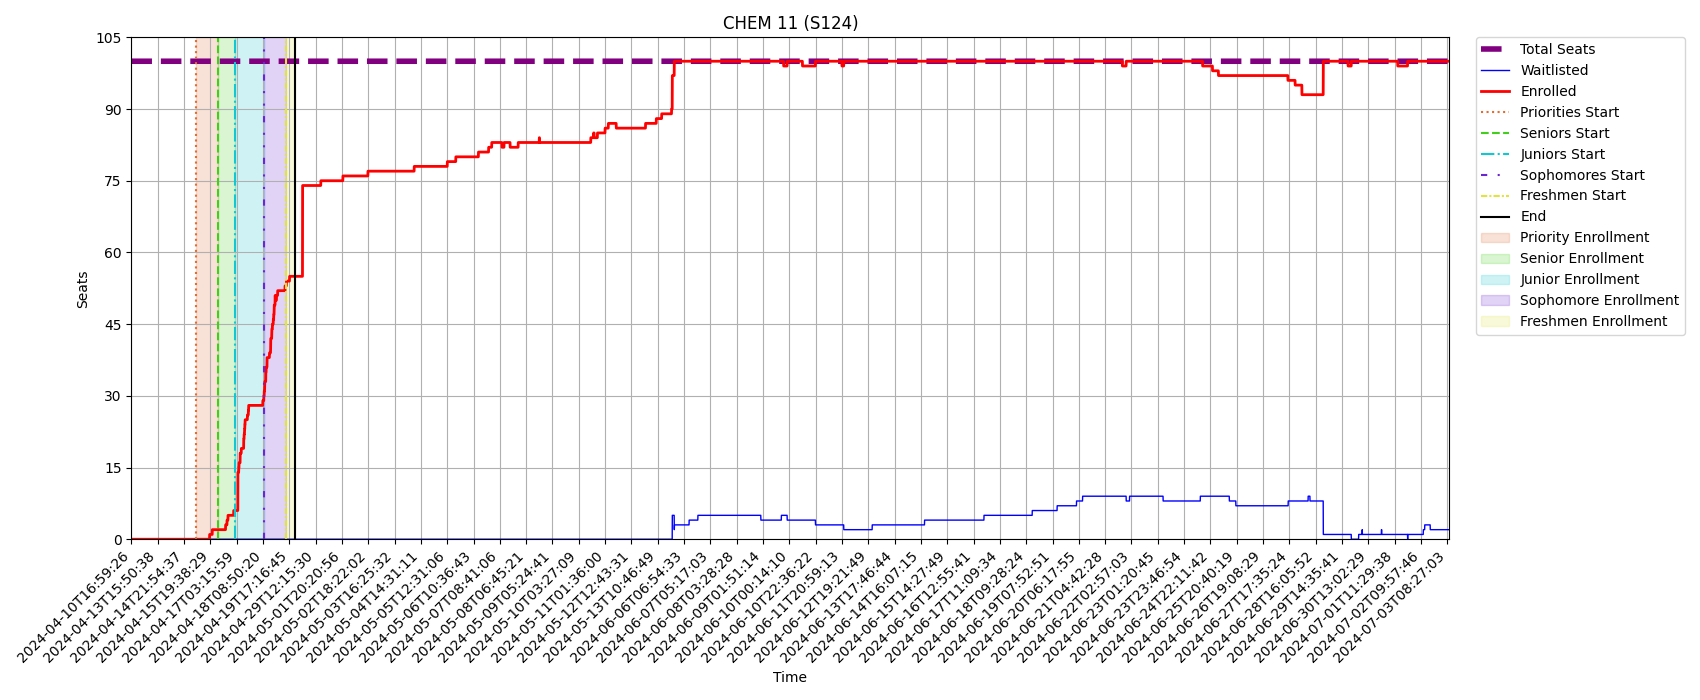 CHEM 11 (S124)
105
90
75
60
45
30
15
0
Seats
2024-04-10T16:59:26
2024-04-13T15:50:38
2024-04-14T21:54:37
2024-04-15T19:38:29
2024-04-17T03:15:59
2024-04-18T08:50:20
2024-04-19T17:16:45
2024-04-29T12:15:30
2024-05-01T20:20:56
2024-05-02T18:22:02
2024-05-03T16:25:32
2024-05-04T14:31:11
2024-05-05T12:31:06
2024-05-06T10:36:43
2024-05-07T08:41:06
2024-05-08T06:45:21
2024-05-09T05:24:41
2024-05-10T03:27:09
2024-05-11T01:36:00
2024-05-12T12:43:31
2024-05-13T10:46:49
2024-06-06T06:54:33
2024-06-07T05:17:03
2024-06-08T03:28:28
2024-06-09T01:51:14
2024-06-10T00:14:10
2024-06-10T22:36:22
2024-06-11T20:59:13
2024-06-12T19:21:49
2024-06-13T17:46:44
2024-06-14T16:07:15
2024-06-15T14:27:49
2024-06-16T12:55:41
2024-06-17T11:09:34
2024-06-18T09:28:24
2024-06-19T07:52:51
2024-06-20T06:17:55
2024-06-21T04:42:28
2024-06-22T02:57:03
2024-06-23T01:20:45
2024-06-23T23:46:54
2024-06-24T22:11:42
2024-06-25T20:40:19
2024-06-26T19:08:29
2024-06-27T17:35:24
2024-06-28T16:05:52
2024-06-29T14:35:41
2024-06-30T13:02:29
2024-07-01T11:29:38
2024-07-02T09:57:46
2024-07-03T08:27:03
Time
Total Seats
Waitlisted
Enrolled
Priorities Start
Seniors Start
Juniors Start
Sophomores Start
Freshmen Start
End
Priority Enrollment
Senior Enrollment
Junior Enrollment
Sophomore Enrollment
Freshmen Enrollment